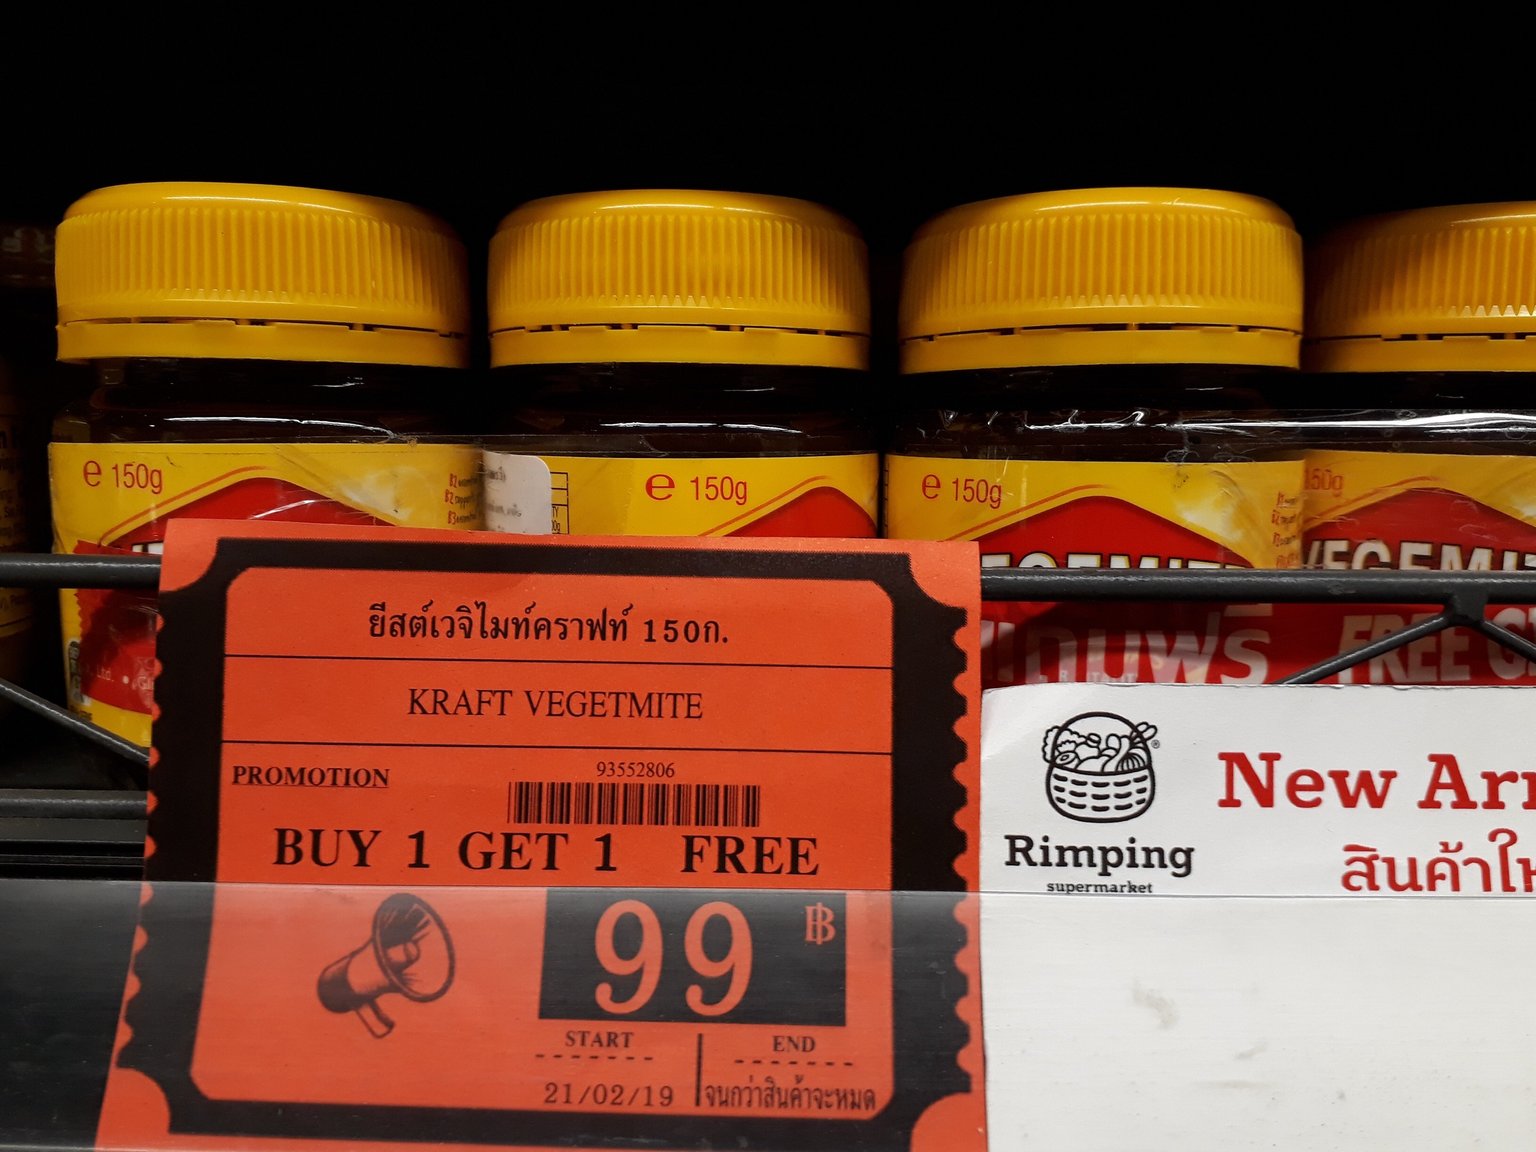 e 150g
e 150g
e 150g
150g
VEGEMIT
FREE
ยีสต์เวจิไมท์คราฟท์ 150ก.
KRAFT VEGETMITE
PROMOTION
93552806
BUY 1 GET 1 FREE
99 ฿
START
END
21/02/19
จนกว่าสินค้าจะหมด
New Arr
Rimping
supermarket
สินค้าให